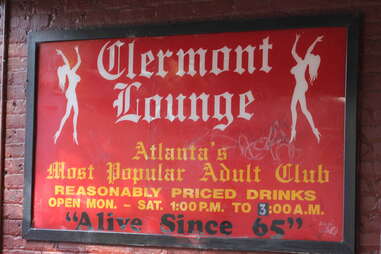 Clermont
Lounge
Atlanta's
Most Popular Adult Club
REASONABLY PRICED DRINKS
OPEN MON. - SAT. 1:00 P.M. TO 3:00 A.M.
"Alive Since 65"